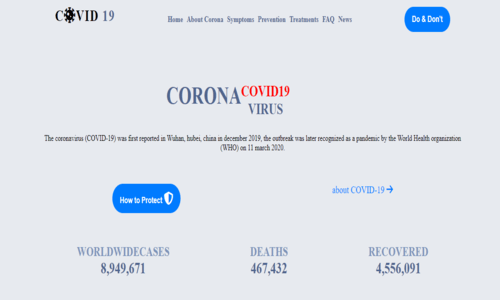 COVID 19
Home About Corona Symptoms Prevention Treatments FAQ News
Do & Don't
CORONA COVID19
VIRUS
The coronavirus (COVID-19) was first reported in Wuhan, hubei, china in december 2019, the outbreak was later recognized as a pandemic by the World Health organization
(WHO) on 11 march 2020.
How to Protect
about COVID-19
WORLDWIDECASES DEATHS RECOVERED
8,949,671 467,432 4,556,091